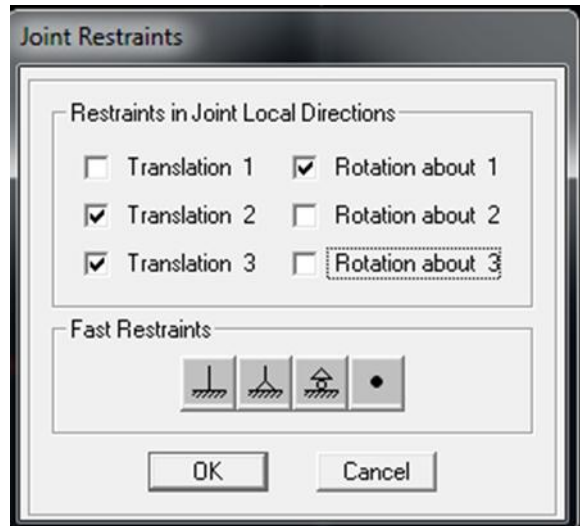 Joint Restraints
Restraints in Joint Local Directions
Translation 1 Rotation about 1
Translation 2 Rotation about 2
Translation 3 Rotation about 3
Fast Restraints
OK Cancel